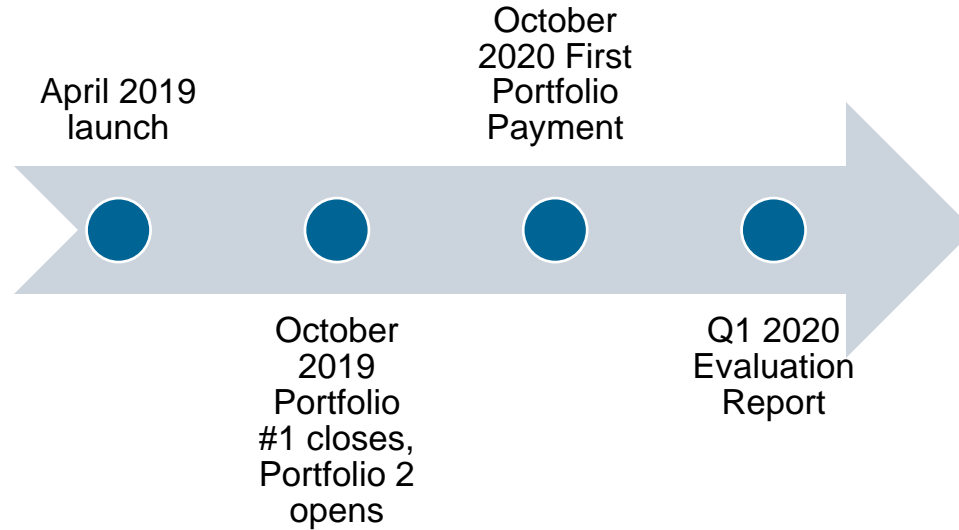 April 2019
launch
October
2019
Portfolio
#1 closes,
Portfolio 2
opens
October
2020 First
Portfolio
Payment
Q1 2020
Evaluation
Report